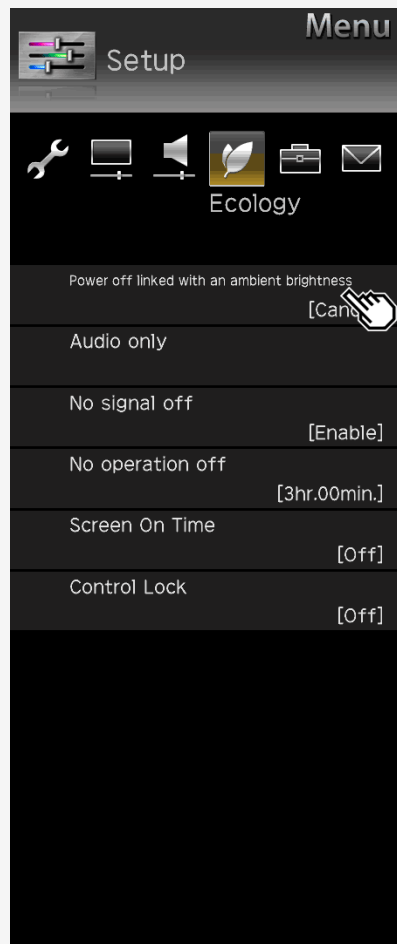 Menu
Setup
Ecology
Power off linked with an ambient brightness
Audio only
No signal off
[Enable]
No operation off
[3hr.00min.]
Screen On Time
[Off]
Control Lock
[Off]